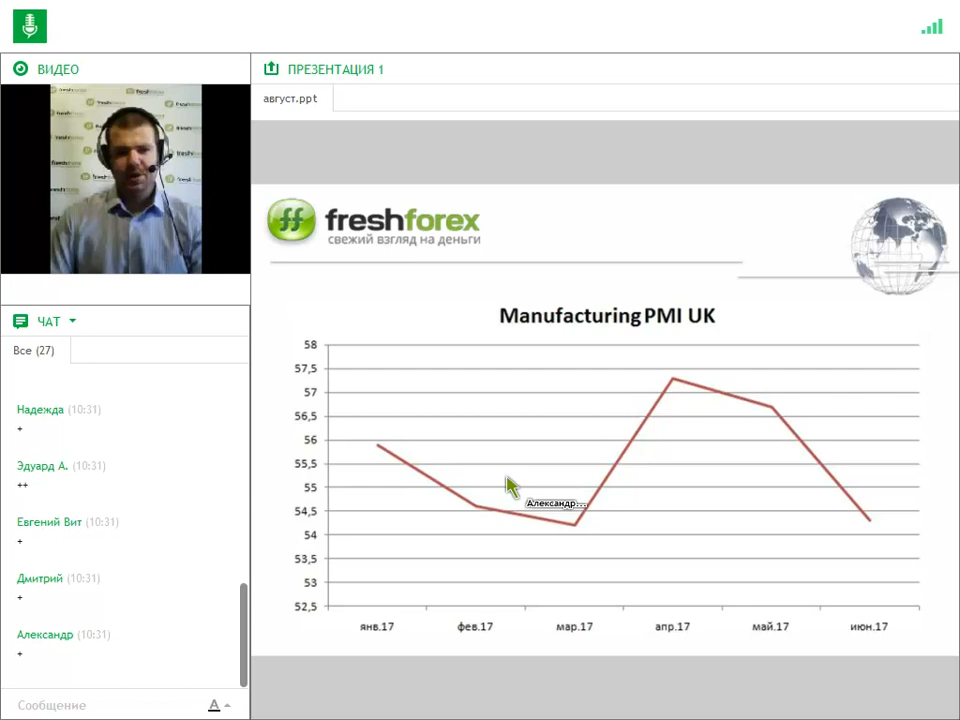 ВИДЕО
ПРЕЗЕНТАЦИЯ 1
август.ppt
freshforex
свежий взгляд на деньги
Manufacturing PMI UK
58
57,5
57
56,5
56
55,5
55
54,5
54
53,5
53
52,5
янв.17
фев.17
мар.17
апр.17
май.17
июн.17
Александр...
ЧАТ
Все (27)
Надежда (10:31)
+
Эдуард А. (10:31)
++
Евгений Вит (10:31)
+
Дмитрий (10:31)
+
Александр (10:31)
+
Сообщение
A